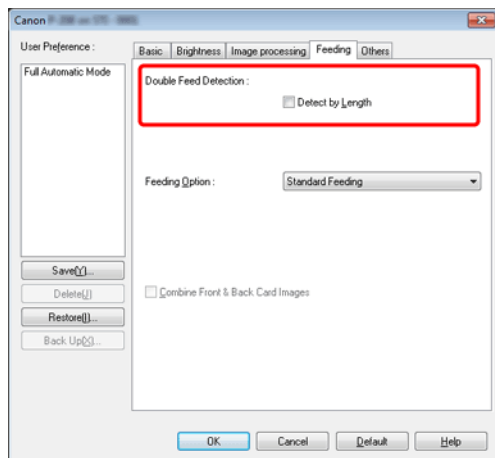 Canon
User Preference :
Full Automatic Mode
Save(Y)...
Delete(J)
Restore(I)...
Back Up(X)...
Basic Brightness Image processing Feeding Others
Double Feed Detection :
Detect by Length
Feeding Option : Standard Feeding
Combine Front & Back Card Images
OK Cancel Default Help